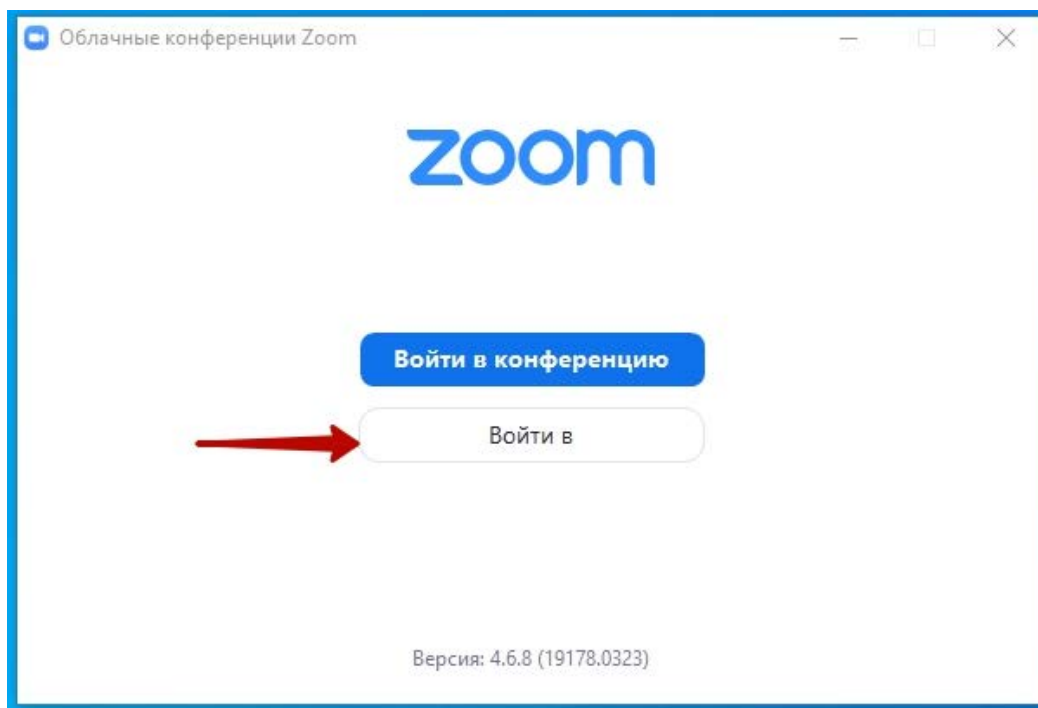 Облачные конференции Zoom
zoom
Войти в конференцию
Войти в
Версия: 4.6.8 (19178.0323)